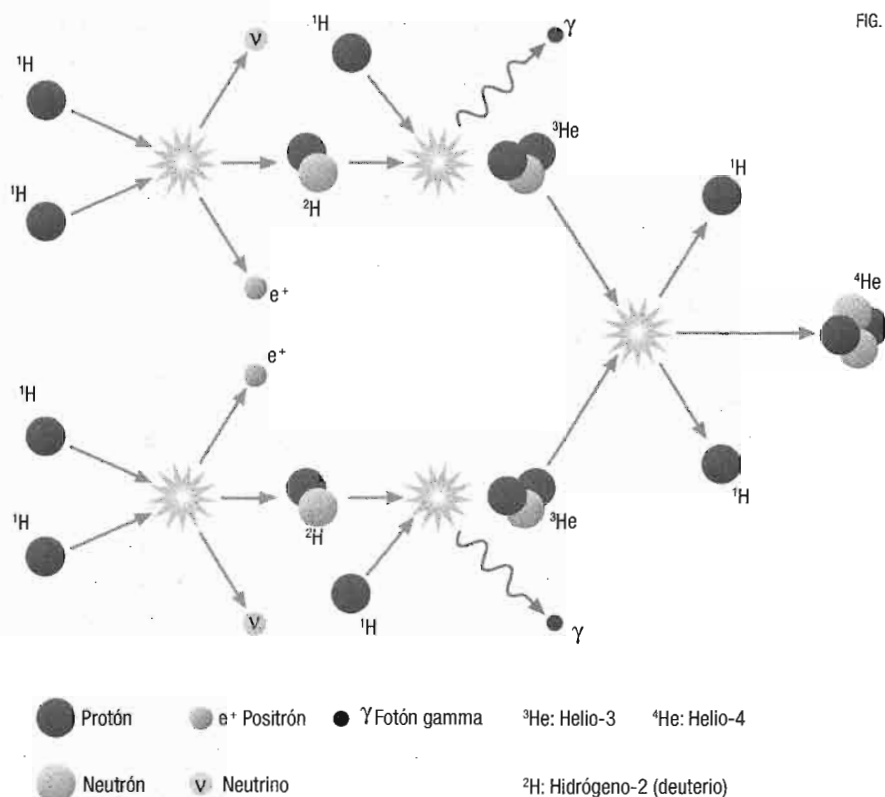 FIG.
ν
¹H
γ
¹H
³He
¹H
¹H
²H
⁴He
e⁺
e⁺
¹H
¹H
³He
¹H
²H
¹H
ν
γ
Protón
e⁺ Positrón
γ Fotón gamma
³He: Helio-3
⁴He: Helio-4
Neutrón
ν Neutrino
²H: Hidrógeno-2 (deuterio)